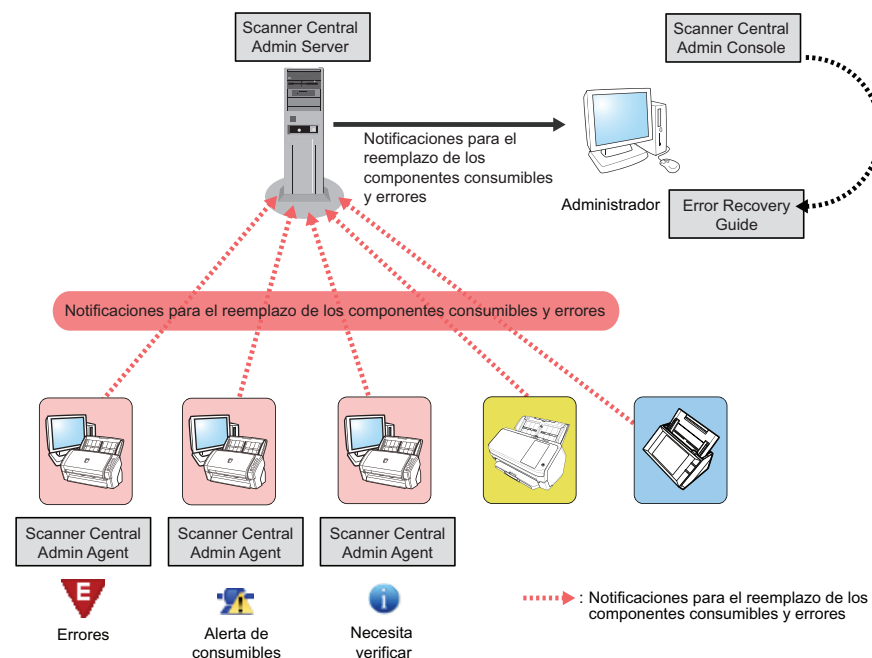 Scanner Central
Admin Server
Scanner Central
Admin Console
Notificaciones para el
reemplazo de los
componentes consumibles
y errores
Administrador
Error Recovery
Guide
Notificaciones para el reemplazo de los componentes consumibles y errores
Scanner Central
Admin Agent
Scanner Central
Admin Agent
Scanner Central
Admin Agent
E
Errores
Alerta de
consumibles
i
Necesita
verificar
: Notificaciones para el reemplazo de los
componentes consumibles y errores